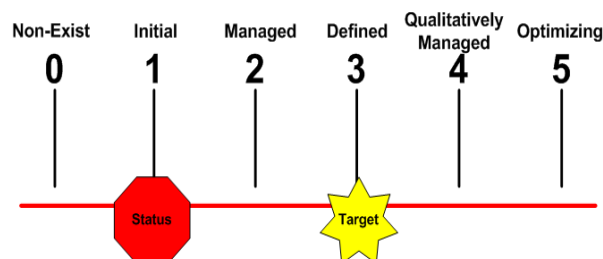 Non-Exist
Initial
Managed
Defined
Qualitatively
Managed
Optimizing
0
1
2
3
4
5
Status
Target